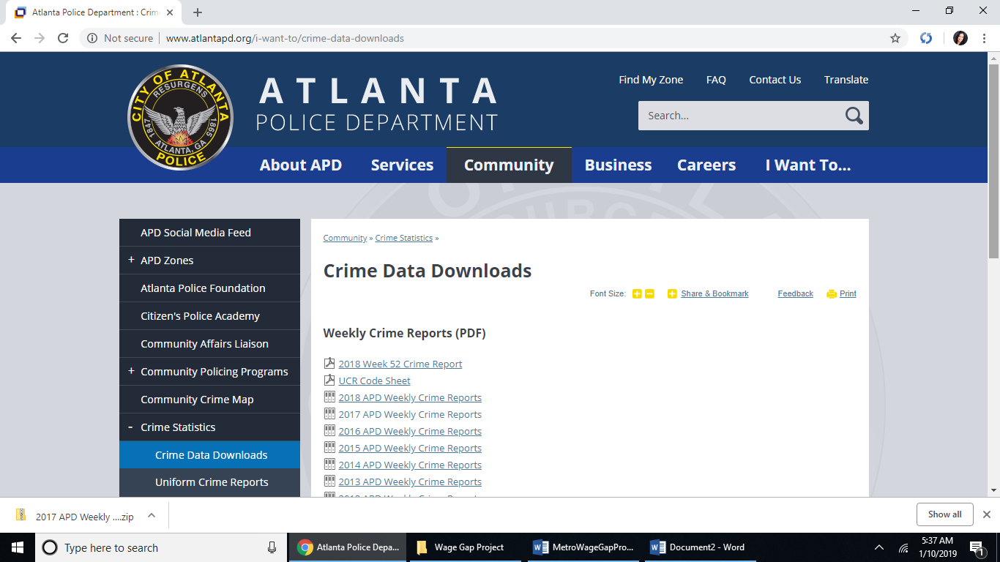 Atlanta Police Department : Crim
Not secure | www.atlantapd.org/i-want-to/crime-data-downloads
CITY OF ATLANTA
RESURGENS
1847 1865
ATLANTA, GA
POLICE
ATLANTA
POLICE DEPARTMENT
Find My Zone FAQ Contact Us Translate
Search...
About APD Services Community Business Careers I Want To...
APD Social Media Feed
+ APD Zones
Atlanta Police Foundation
Citizen's Police Academy
Community Affairs Liaison
+ Community Policing Programs
Community Crime Map
- Crime Statistics
Crime Data Downloads
Uniform Crime Reports
Community » Crime Statistics »
Crime Data Downloads
Font Size: + − + Share & Bookmark Feedback Print
Weekly Crime Reports (PDF)
2018 Week 52 Crime Report
UCR Code Sheet
2018 APD Weekly Crime Reports
2017 APD Weekly Crime Reports
2016 APD Weekly Crime Reports
2015 APD Weekly Crime Reports
2014 APD Weekly Crime Reports
2013 APD Weekly Crime Reports
2017 APD Weekly ....zip
Show all
Type here to search
Atlanta Police Depa...
Wage Gap Project
MetroWageGapPro...
Document2 - Word
5:37 AM
1/10/2019
1